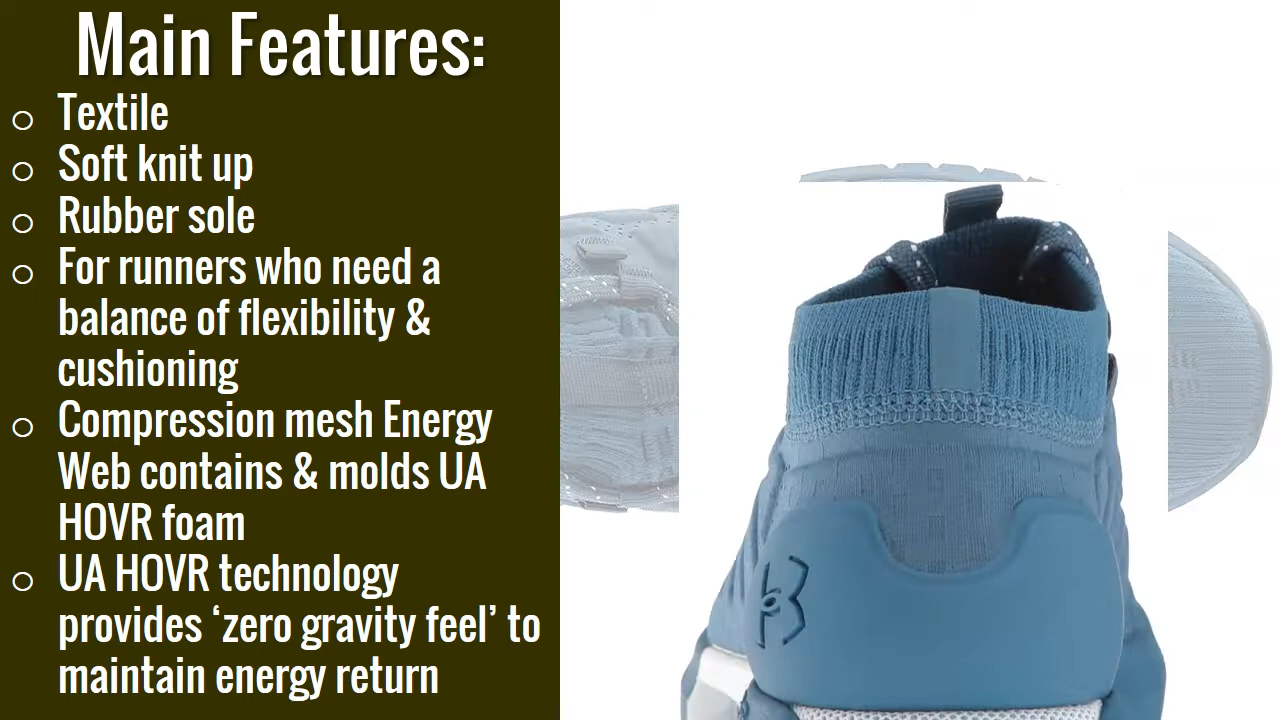 Main Features:
o Textile
o Soft knit up
o Rubber sole
o For runners who need a
balance of flexibility &
cushioning
o Compression mesh Energy
Web contains & molds UA
HOVR foam
o UA HOVR technology
provides ‘zero gravity feel’ to
maintain energy return